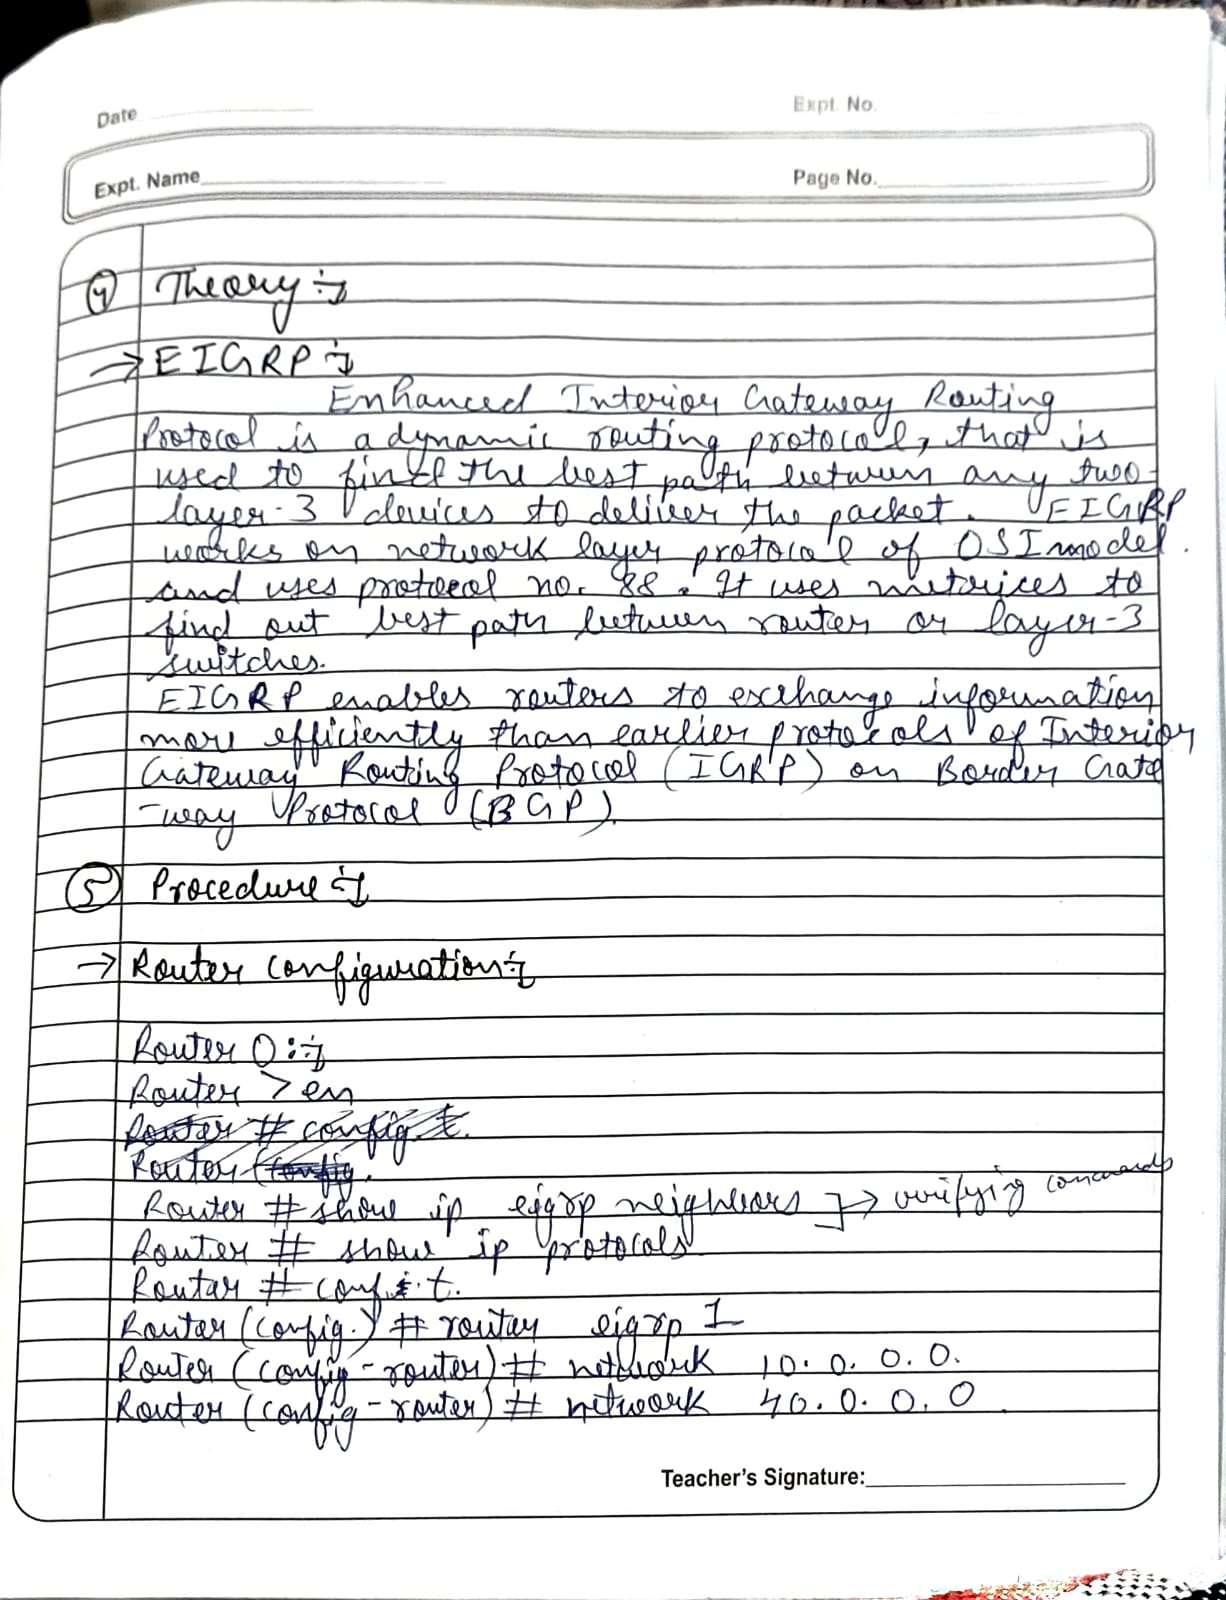 Date
Expt. No.
Expt. Name
Page No.
④ Theory :-
→ EIGRP :-
Enhanced Interior Gateway Routing
Protocol is a dynamic routing protocol, that is
used to find the best path between any two
layer-3 devices to deliver the packet. EIGRP
works on network layer protocol of OSI model.
and uses protocol no. 88. It uses metrices to
find out best path between router or layer-3
switches.
EIGRP enables routers to exchange information
more efficiently than earlier protocols of Interior
Gateway Routing Protocol (IGRP) on Border Gate
-way Protocol (BGP).
⑤ Procedure :-
→ Router configuration :-
Router 0 :-
Router > en
Router # config t.
Router (config.
Router # show ip eigrp neighbors ]→ verifying commands
Router # show ip protocols
Router # conf t.
Router (config.) # router eigrp 1
Router (config-router) # network 10.0.0.0.
Router (config-router) # network 40.0.0.0
Teacher's Signature: